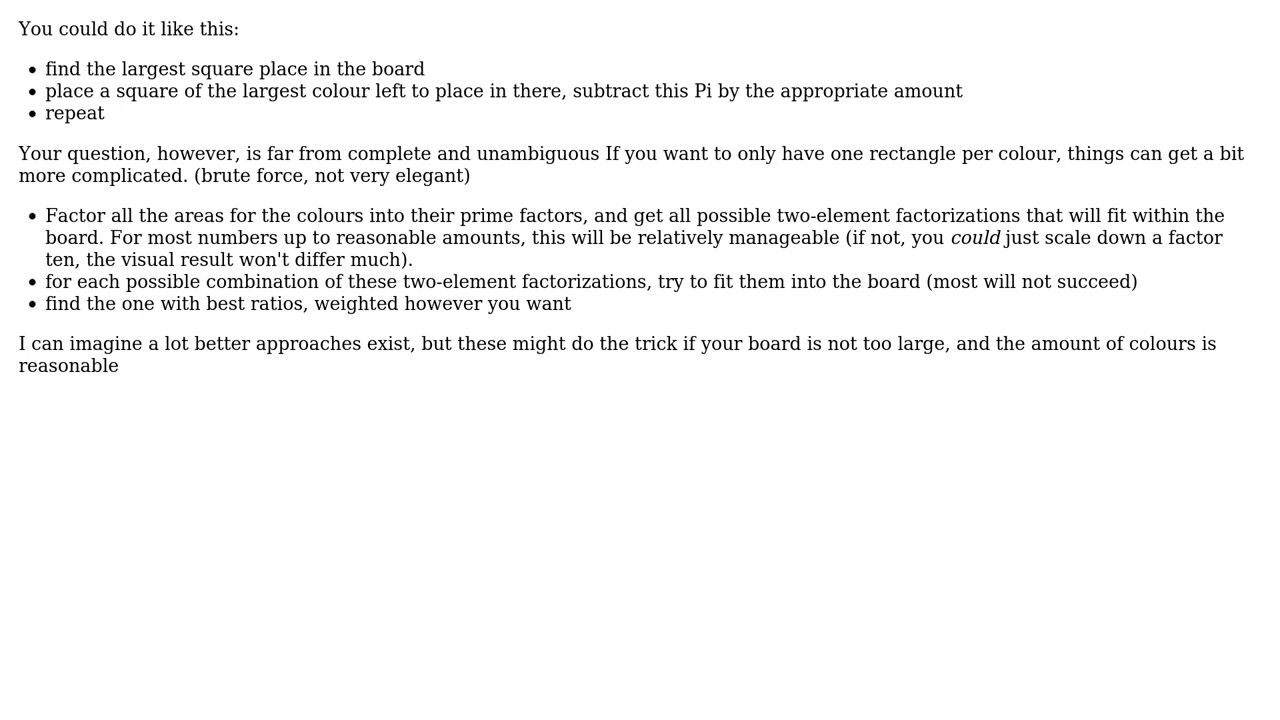 You could do it like this:
find the largest square place in the board
place a square of the largest colour left to place in there, subtract this Pi by the appropriate amount
repeat
Your question, however, is far from complete and unambiguous If you want to only have one rectangle per colour, things can get a bit
more complicated. (brute force, not very elegant)
Factor all the areas for the colours into their prime factors, and get all possible two-element factorizations that will fit within the
board. For most numbers up to reasonable amounts, this will be relatively manageable (if not, you could just scale down a factor
ten, the visual result won't differ much).
for each possible combination of these two-element factorizations, try to fit them into the board (most will not succeed)
find the one with best ratios, weighted however you want
I can imagine a lot better approaches exist, but these might do the trick if your board is not too large, and the amount of colours is
reasonable